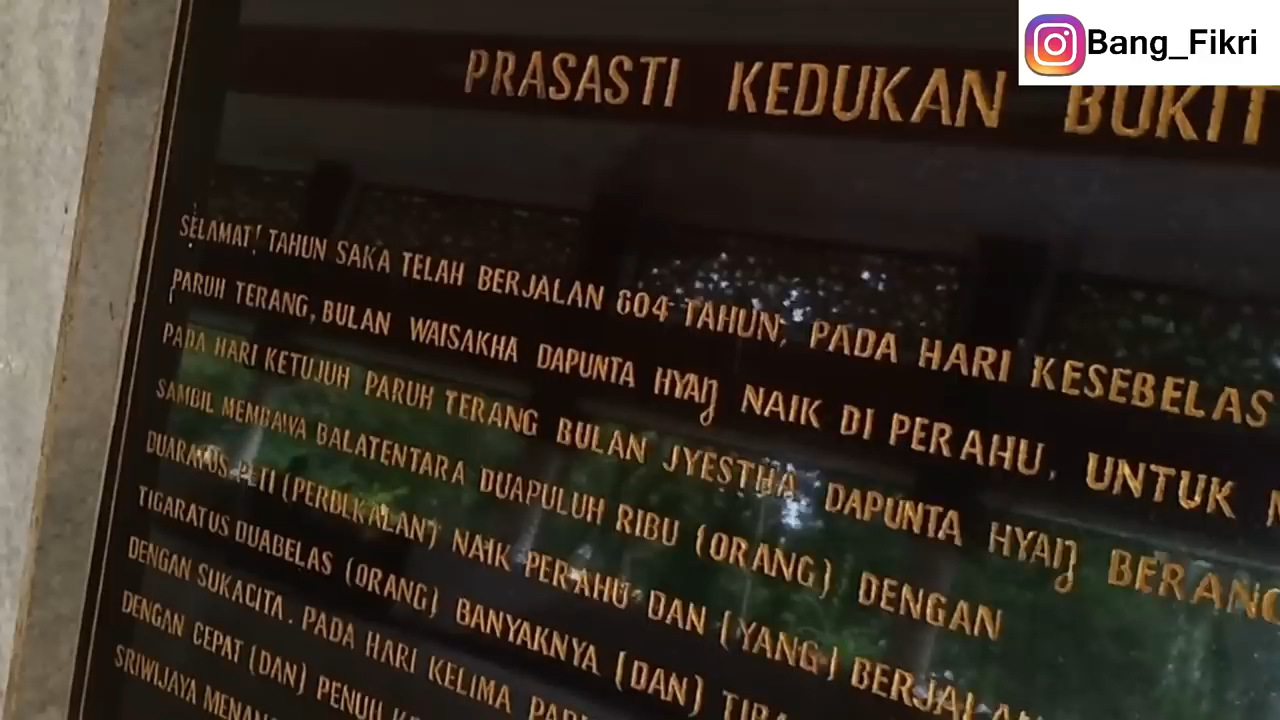 Bang_Fikri
PRASASTI KEDUKAN BUKIT
SELAMAT! TAHUN SAKA TELAH BERJALAN 604 TAHUN; PADA HARI KESEBELAS
PARUH TERANG, BULAN WAISAKHA DAPUNTA HYAŊ NAIK DI PERAHU, UNTUK
PADA HARI KETUJUH PARUH TERANG BULAN JYESTHA DAPUNTA HYAŊ BERANG
SAMBIL MEMBAWA BALATENTARA DUAPULUH RIBU (ORANG) DENGAN
DUARATUS PETI (PERBEKALAN) NAIK PERAHU DAN (YANG) BERJALAN
TIGARATUS DUABELAS (ORANG) BANYAKNYA (DAN) TIBA
DENGAN SUKACITA. PADA HARI KELIMA PARUH
DENGAN CEPAT (DAN) PENUH
SRIWIJAYA MENANG